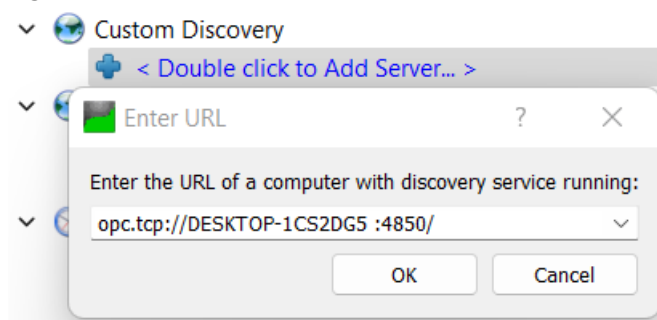 Custom Discovery
< Double click to Add Server... >
Enter URL
?
Enter the URL of a computer with discovery service running:
opc.tcp://DESKTOP-1CS2DG5 :4850/
OK Cancel